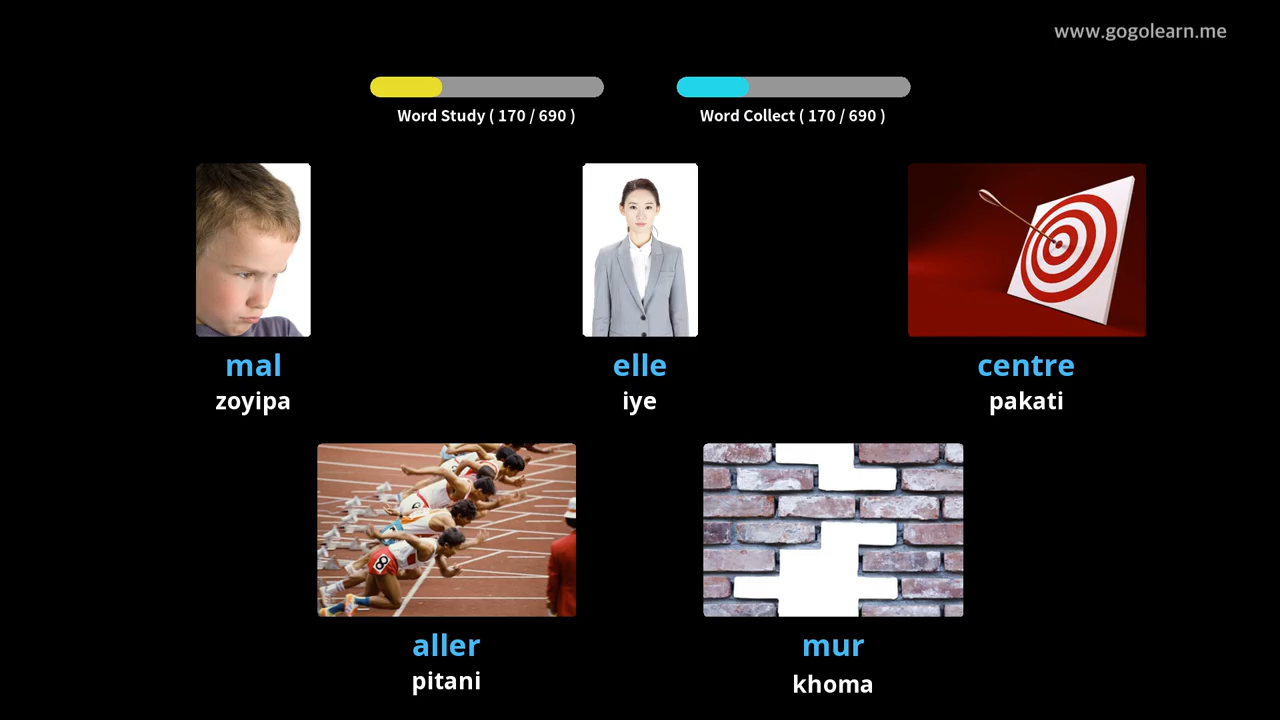 www.gogolearn.me
Word Study ( 170 / 690 )
Word Collect ( 170 / 690 )
mal
zoyipa
elle
iye
centre
pakati
aller
pitani
mur
khoma
8